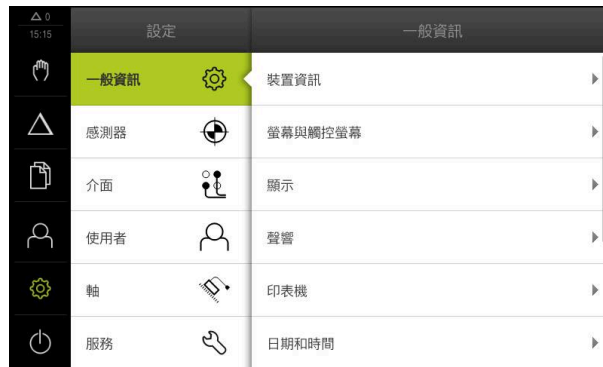 0
15:15
設定
一般資訊
一般資訊
感測器
介面
使用者
軸
服務
裝置資訊
螢幕與觸控螢幕
顯示
聲響
印表機
日期和時間